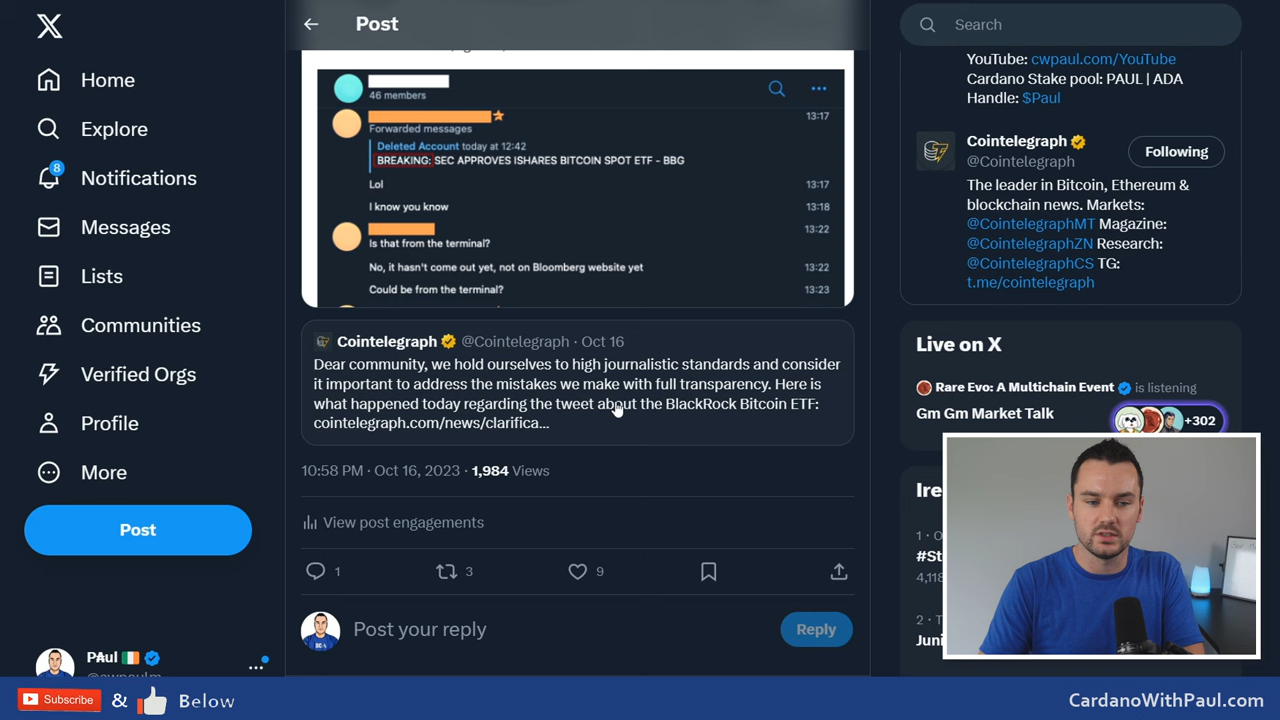 Home
Explore
8
Notifications
Messages
Lists
Communities
Verified Orgs
Profile
More
Post
PAul
Post
46 members
13:17
Forwarded messages
Deleted Account today at 12:42
BREAKING: SEC APPROVES ISHARES BITCOIN SPOT ETF - BBG
Lol
13:17
I know you know
13:18
13:22
Is that from the terminal?
No, it hasn't come out yet, not on Bloomberg website yet
13:22
Could be from the terminal?
13:23
Cointelegraph @Cointelegraph · Oct 16
Dear community, we hold ourselves to high journalistic standards and consider
it important to address the mistakes we make with full transparency. Here is
what happened today regarding the tweet about the BlackRock Bitcoin ETF:
cointelegraph.com/news/clarifica...
10:58 PM · Oct 16, 2023 · 1,984 Views
View post engagements
1
3
9
Post your reply
Reply
Search
YouTube: cwpaul.com/YouTube
Cardano Stake pool: PAUL | ADA
Handle: $Paul
Cointelegraph
@Cointelegraph
Following
The leader in Bitcoin, Ethereum &
blockchain news. Markets:
@CointelegraphMT Magazine:
@CointelegraphZN Research:
@CointelegraphCS TG:
t.me/cointelegraph
Live on X
Rare Evo: A Multichain Event is listening
Gm Gm Market Talk
+302
Subscribe & Below
CardanoWithPaul.com